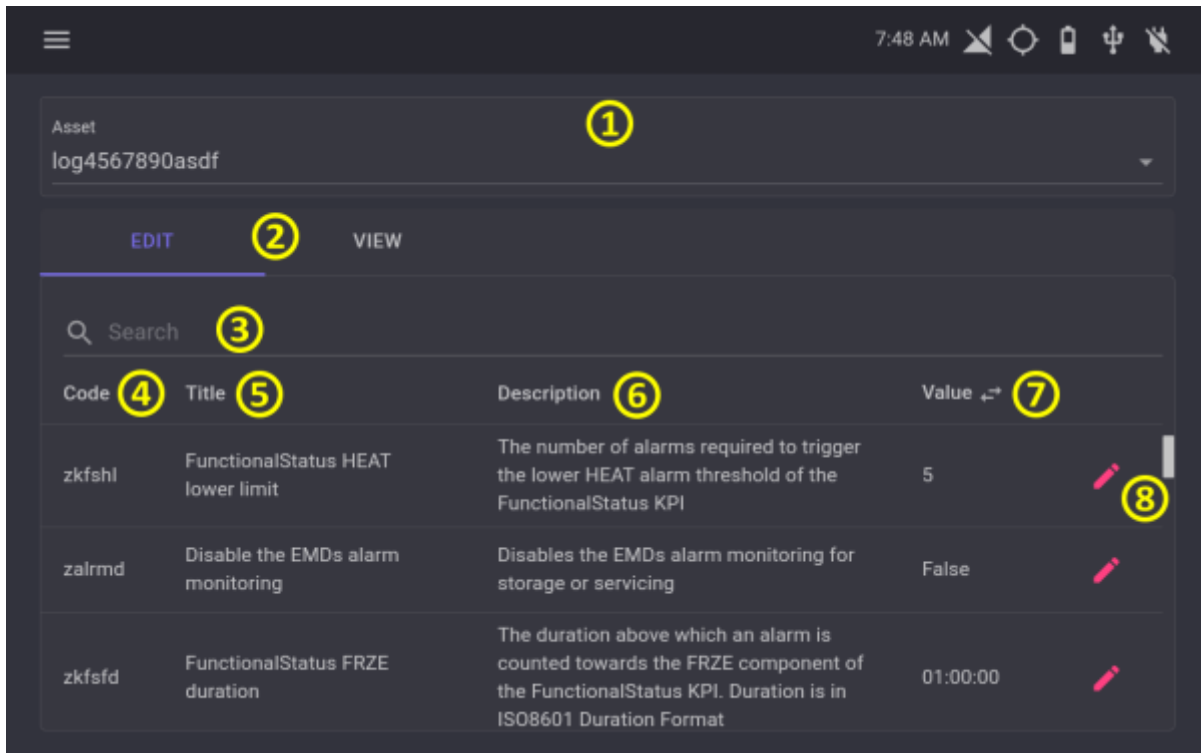 7:48 AM
1
Asset
log4567890asdf
EDIT 2 VIEW
Search 3
Code 4 Title 5 Description 6 Value 7
zkfshl
FunctionalStatus HEAT
lower limit
The number of alarms required to trigger
the lower HEAT alarm threshold of the
FunctionalStatus KPI
5
8
zalrmd
Disable the EMDs alarm
monitoring
Disables the EMDs alarm monitoring for
storage or servicing
False
zkfsfd
FunctionalStatus FRZE
duration
The duration above which an alarm is
counted towards the FRZE component of
the FunctionalStatus KPI. Duration is in
ISO8601 Duration Format
01:00:00